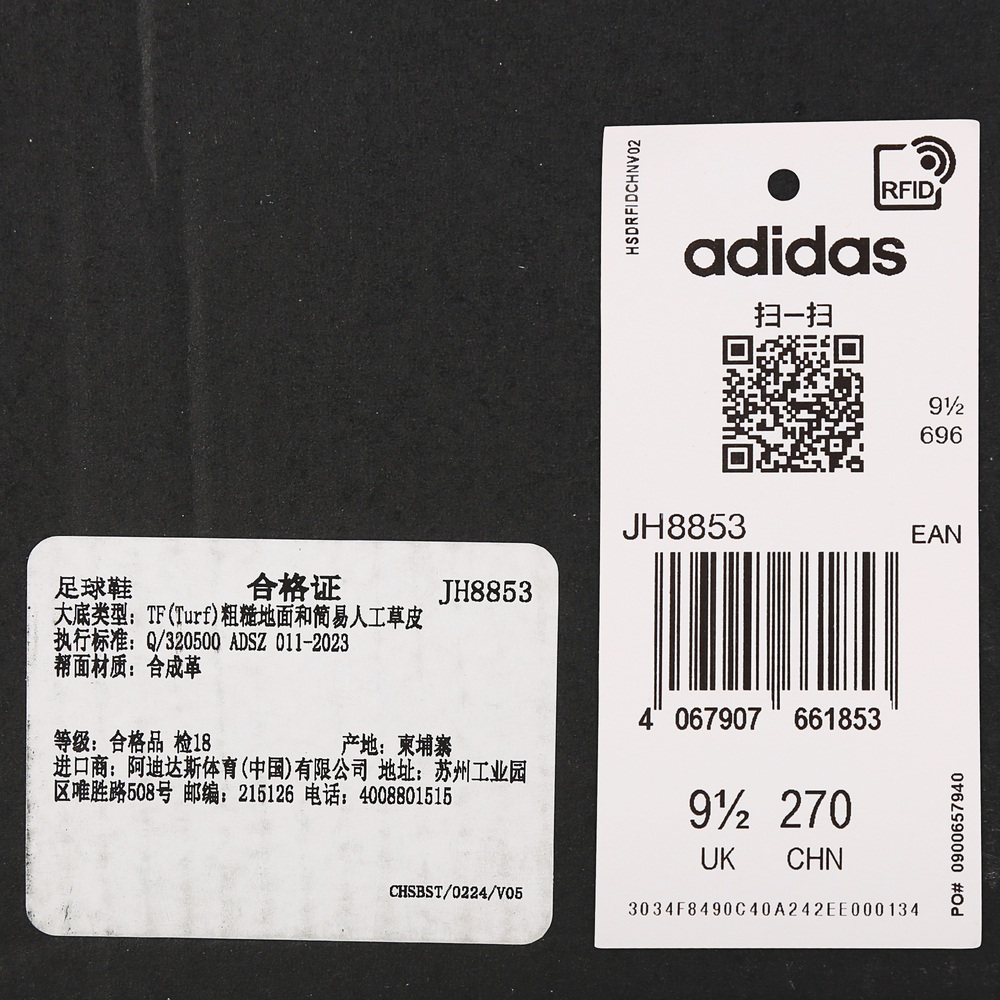 足球鞋 合格证 JH8853
大底类型: TF(Turf)粗糙地面和简易人工草皮
执行标准: Q/320500 ADSZ 011-2023
帮面材质: 合成革
等级: 合格品 检18 产地: 柬埔寨
进口商: 阿迪达斯体育(中国)有限公司 地址: 苏州工业园
区唯胜路508号 邮编: 215126 电话: 4008801515
CHSBST/0224/V05
HSDRFIDCHNV02
RFID
adidas
扫一扫
9½
696
JH8853
EAN
4 067907 661853
9½ 270
UK CHN
3034F8490C40A242EE000134
PO# 0900657940